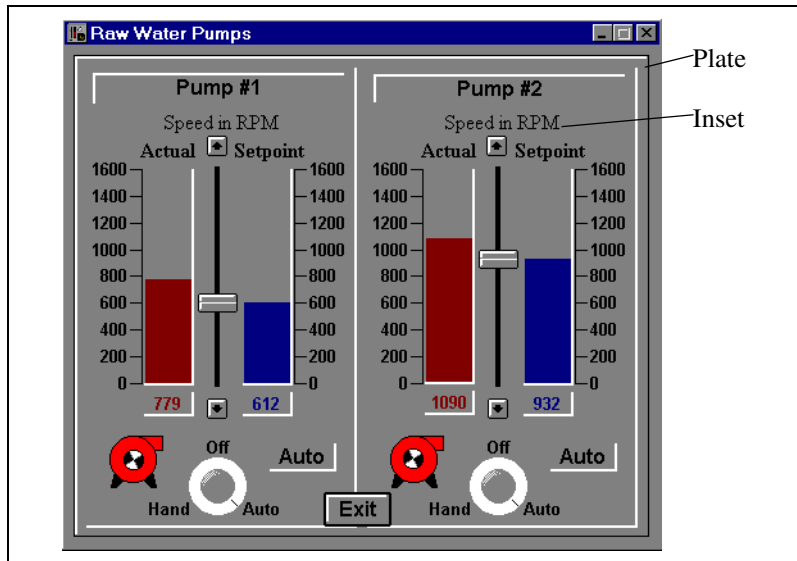 Raw Water Pumps
Plate
Inset
Pump #1
Speed in RPM
Actual Setpoint
1600 1600
1400 1400
1200 1200
1000 1000
800 800
600 600
400 400
200 200
0 0
779 612
Off
Auto
Hand Auto
Pump #2
Speed in RPM
Actual Setpoint
1600 1600
1400 1400
1200 1200
1000 1000
800 800
600 600
400 400
200 200
0 0
1090 932
Off
Auto
Hand Auto
Exit